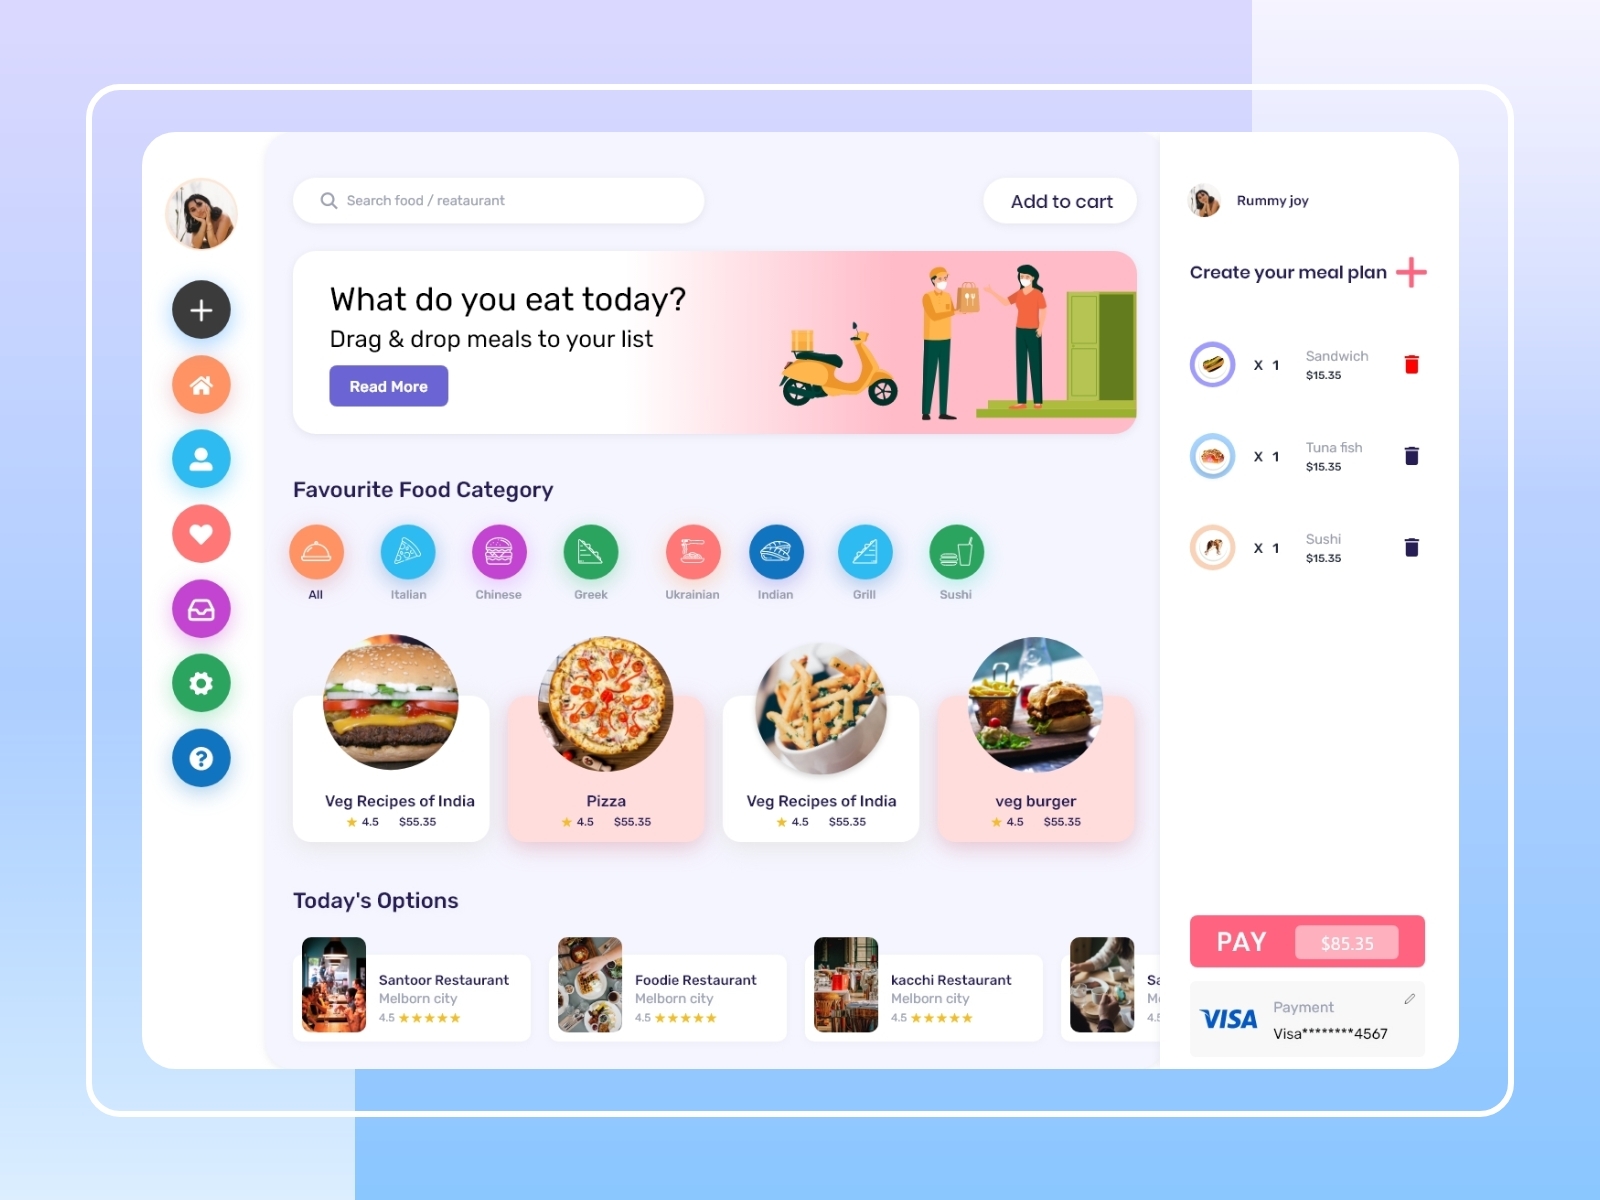 Search food / reataurant
Add to cart
What do you eat today?
Drag & drop meals to your list
Read More
Favourite Food Category
All
Italian
Chinese
Greek
Ukrainian
Indian
Grill
Sushi
Veg Recipes of India
4.5 $55.35
Pizza
4.5 $55.35
Veg Recipes of India
4.5 $55.35
veg burger
4.5 $55.35
Today's Options
Santoor Restaurant
Melborn city
4.5
Foodie Restaurant
Melborn city
4.5
kacchi Restaurant
Melborn city
4.5
Sa
Me
4.5
Rummy joy
Create your meal plan
X 1
Sandwich
$15.35
X 1
Tuna fish
$15.35
X 1
Sushi
$15.35
PAY $85.35
VISA
Payment
Visa********4567